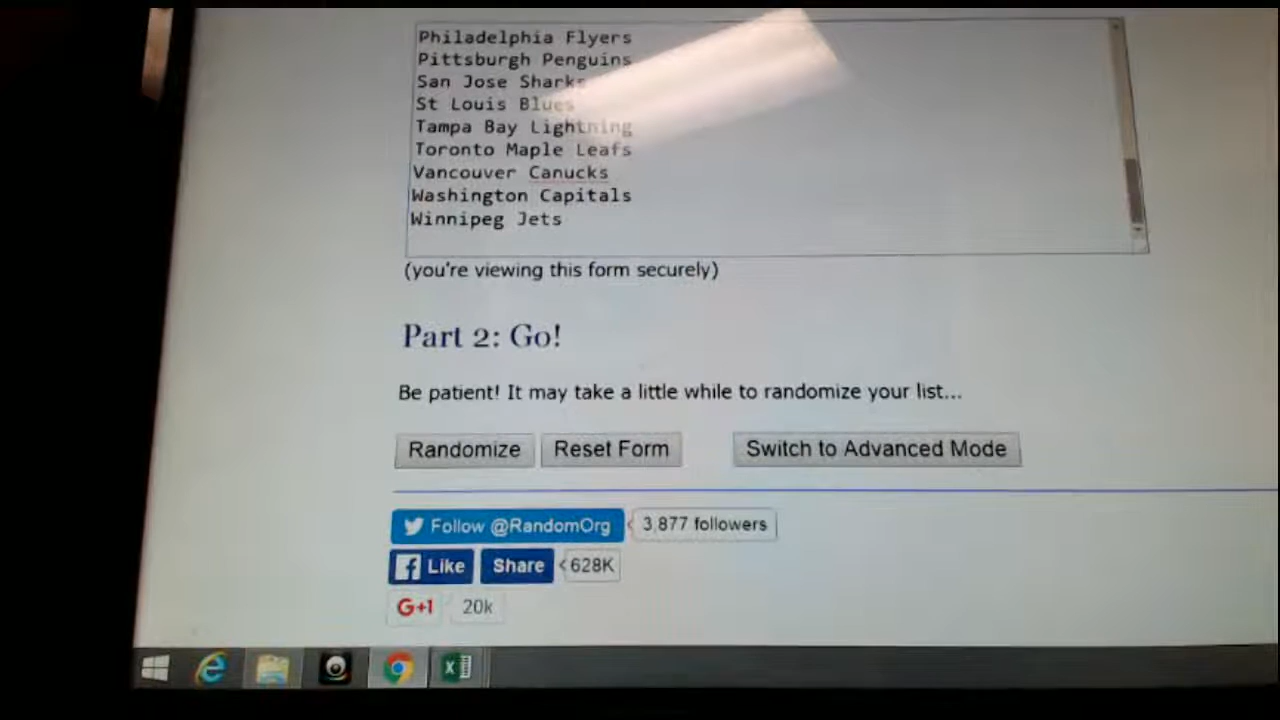 Philadelphia Flyers
Pittsburgh Penguins
San Jose Sharks
St Louis Blues
Tampa Bay Lightning
Toronto Maple Leafs
Vancouver Canucks
Washington Capitals
Winnipeg Jets
(you're viewing this form securely)
Part 2: Go!
Be patient! It may take a little while to randomize your list...
Randomize Reset Form Switch to Advanced Mode
Follow @RandomOrg 3,877 followers
f Like Share 628K
G+1 20k